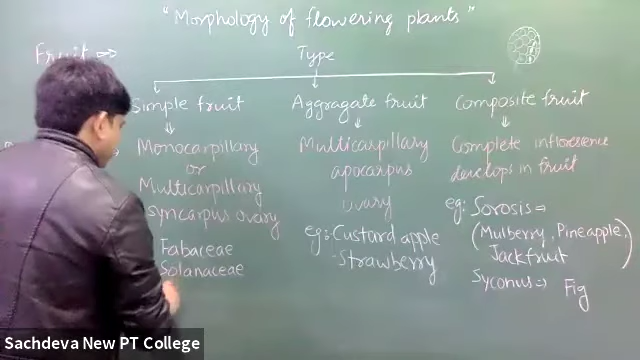 "Morphology of flowering plants"
Fruit ⇒
Type
Simple fruit
Monocarpillary
or
Multicarpillary
syncarpus ovary
Fabaceae
Solanaceae
Aggragate fruit
Multicarpillary
apocarpus
ovary
eg:- Custard apple
- Strawberry
Composite fruit
Complete inflorescence
develops in fruit
eg: Sorosis ⇒
(Mulberry, Pineapple,
Jackfruit)
Syconus ⇒ Fig
Sachdeva New PT College